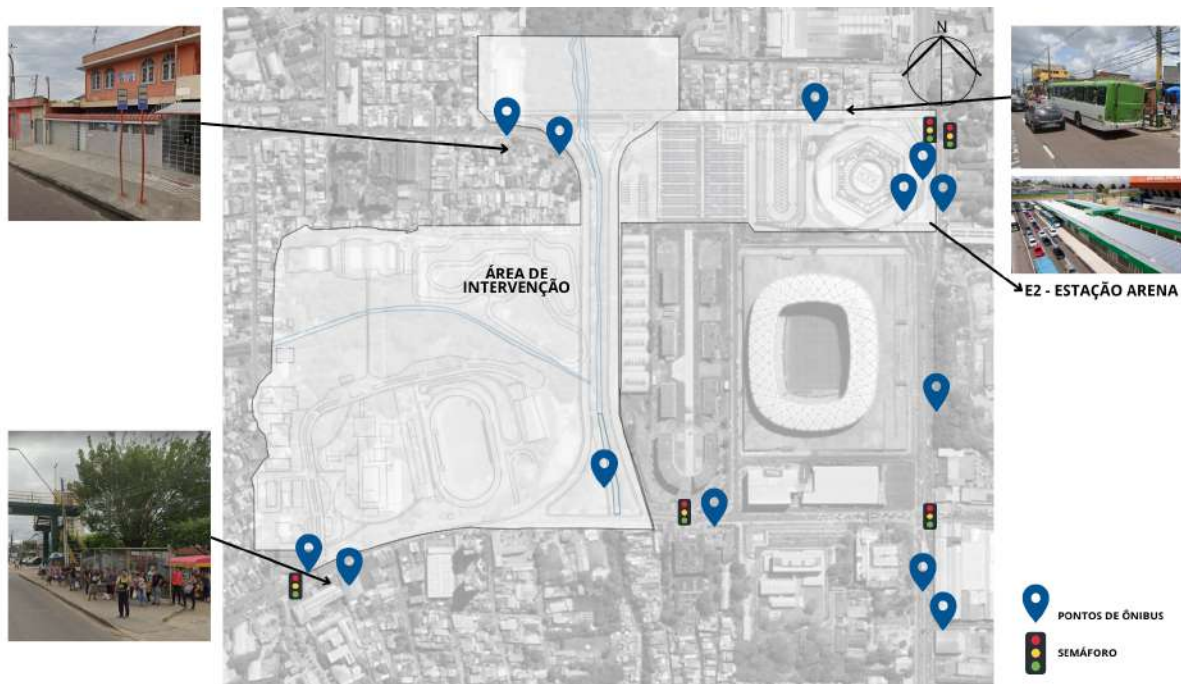 N
ÁREA DE
INTERVENÇÃO
E2 - ESTAÇÃO ARENA
PONTOS DE ÔNIBUS
SEMÁFORO